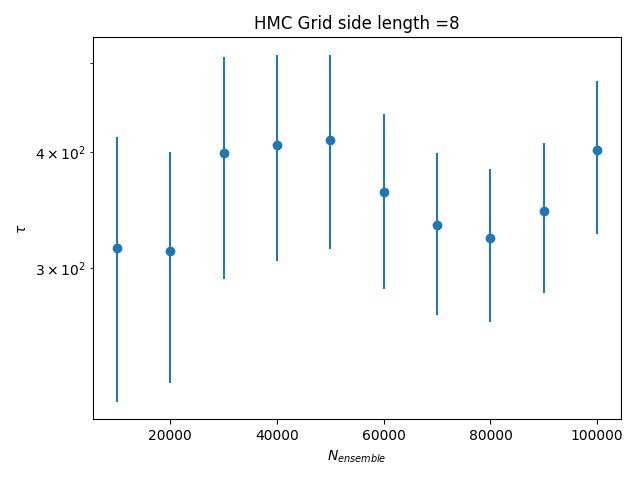 HMC Grid side length =8
4 × 10²
3 × 10²
τ
20000 40000 60000 80000 100000
N_ensemble